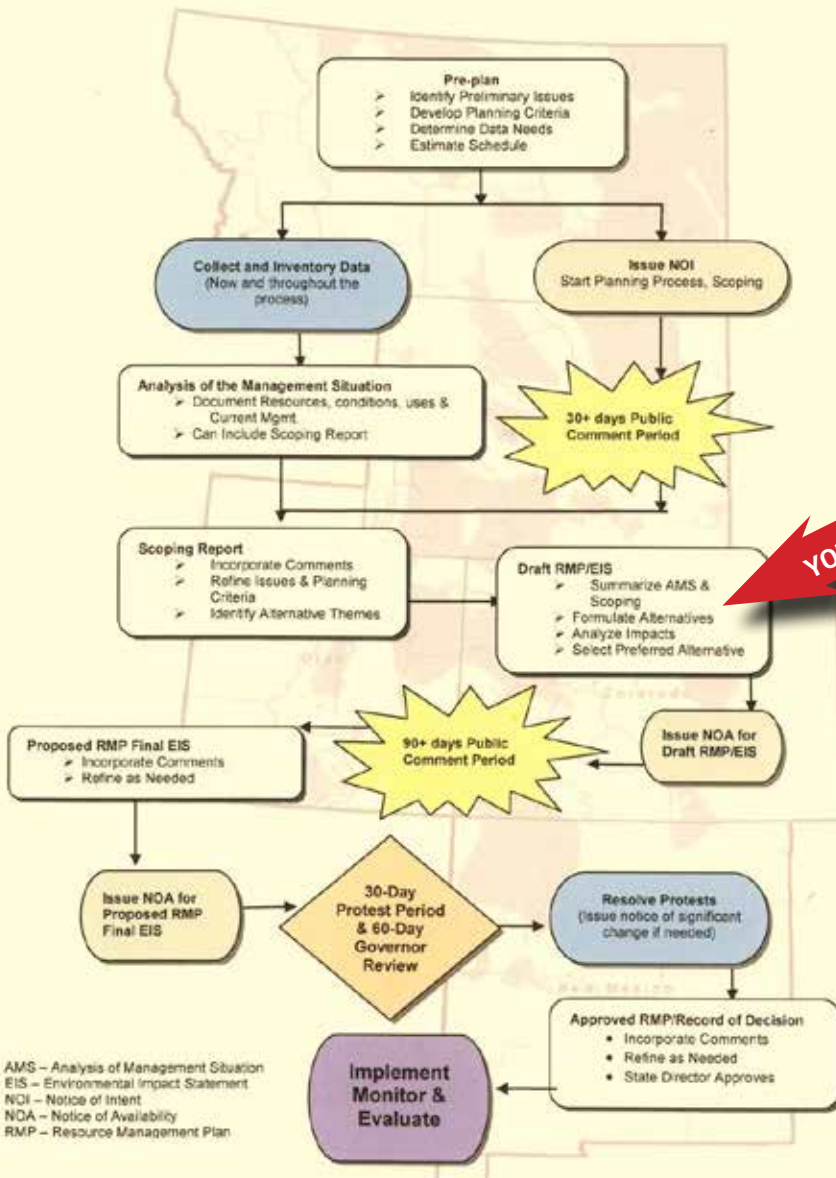 Pre-plan
➢ Identify Preliminary Issues
➢ Develop Planning Criteria
➢ Determine Data Needs
➢ Estimate Schedule
Collect and Inventory Data
(Now and throughout the
process)
Issue NOI
Start Planning Process, Scoping
Analysis of the Management Situation
➢ Document Resources, conditions, uses &
Current Mgmt.
➢ Can Include Scoping Report
30+ days Public
Comment Period
Scoping Report
➢ Incorporate Comments
➢ Refine Issues & Planning
Criteria
➢ Identify Alternative Themes
Draft RMP/EIS
➢ Summarize AMS &
Scoping
➢ Formulate Alternatives
➢ Analyze Impacts
➢ Select Preferred Alternative
Utah
Colorado
Proposed RMP Final EIS
➢ Incorporate Comments
➢ Refine as Needed
90+ days Public
Comment Period
Issue NOA for
Draft RMP/EIS
Issue NOA for
Proposed RMP
Final EIS
30-Day
Protest Period
& 60-Day
Governor
Review
Resolve Protests
(Issue notice of significant
change if needed)
New Mexico
Approved RMP/Record of Decision
• Incorporate Comments
• Refine as Needed
• State Director Approves
Implement
Monitor &
Evaluate
AMS – Analysis of Management Situation
EIS – Environmental Impact Statement
NOI – Notice of Intent
NOA – Notice of Availability
RMP – Resource Management Plan